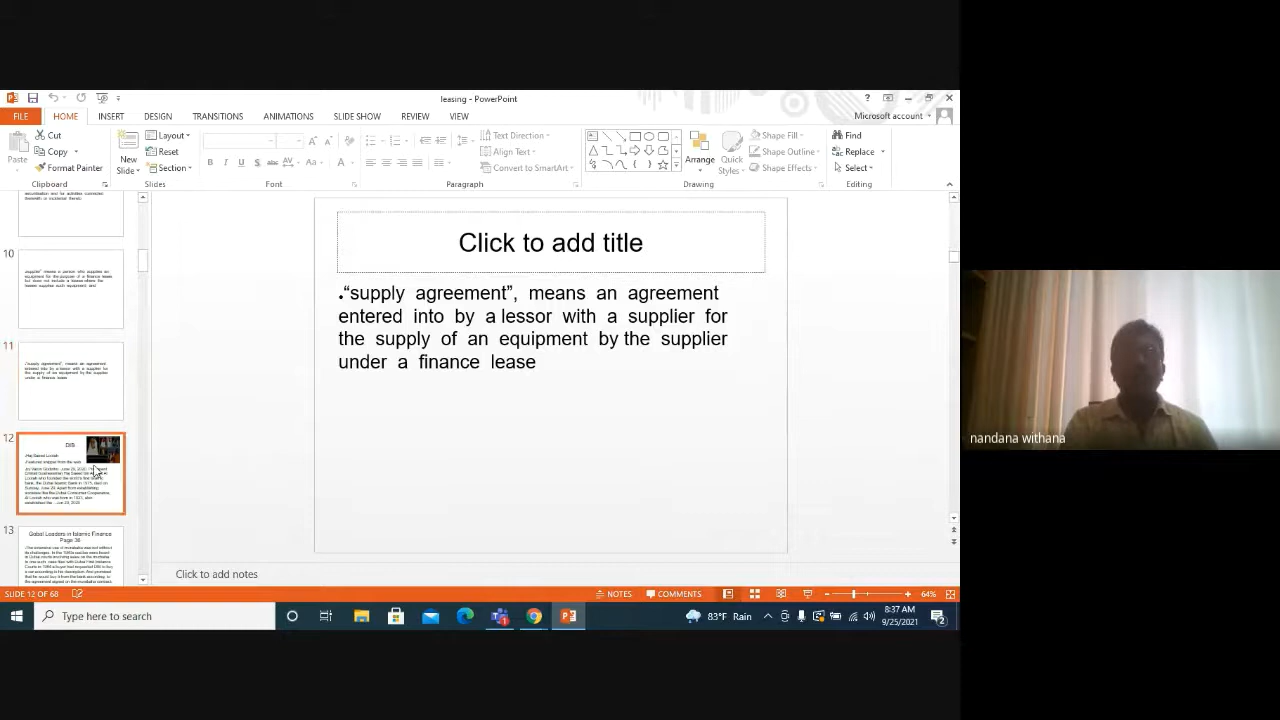 leasing - PowerPoint
FILE HOME INSERT DESIGN TRANSITIONS ANIMATIONS SLIDE SHOW REVIEW VIEW Microsoft account
Paste
Cut
Copy
Format Painter
Clipboard
New
Slide
Layout
Reset
Section
Slides
Font
Text Direction
Align Text
Convert to SmartArt
Paragraph
Arrange
Quick
Styles
Shape Fill
Shape Outline
Shape Effects
Drawing
Find
Replace
Select
Editing
10
11
12
DIB
13
Global Leaders in Islamic Finance
Page 36
Click to add title
.“supply agreement”, means an agreement
entered into by a lessor with a supplier for
the supply of an equipment by the supplier
under a finance lease
nandana withana
Click to add notes
SLIDE 12 OF 68 NOTES COMMENTS 64%
Type here to search 83°F Rain 8:37 AM
9/25/2021
2